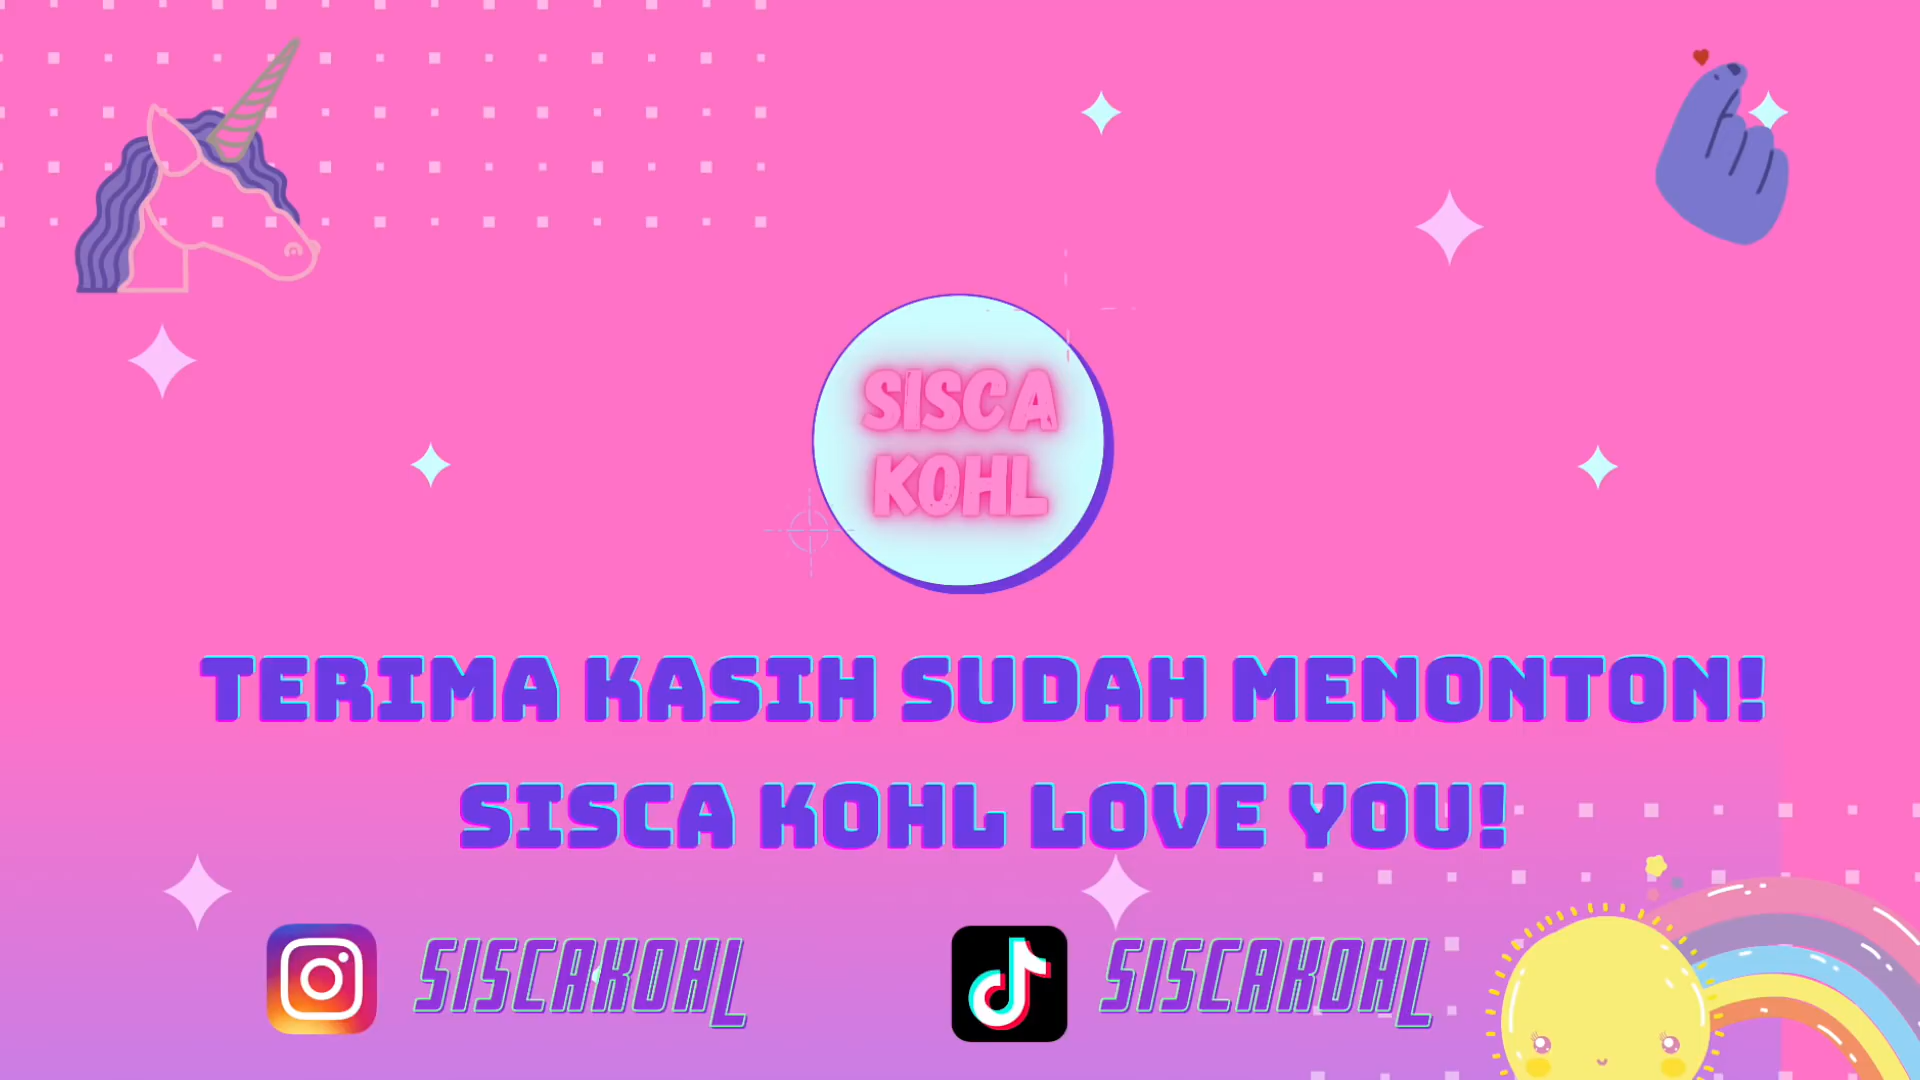 SISCA
KOHL
TERIMA KASIH SUDAH MENONTON!
SISCA KOHL LOVE YOU!
SISCAKOHL
SISCAKOHL